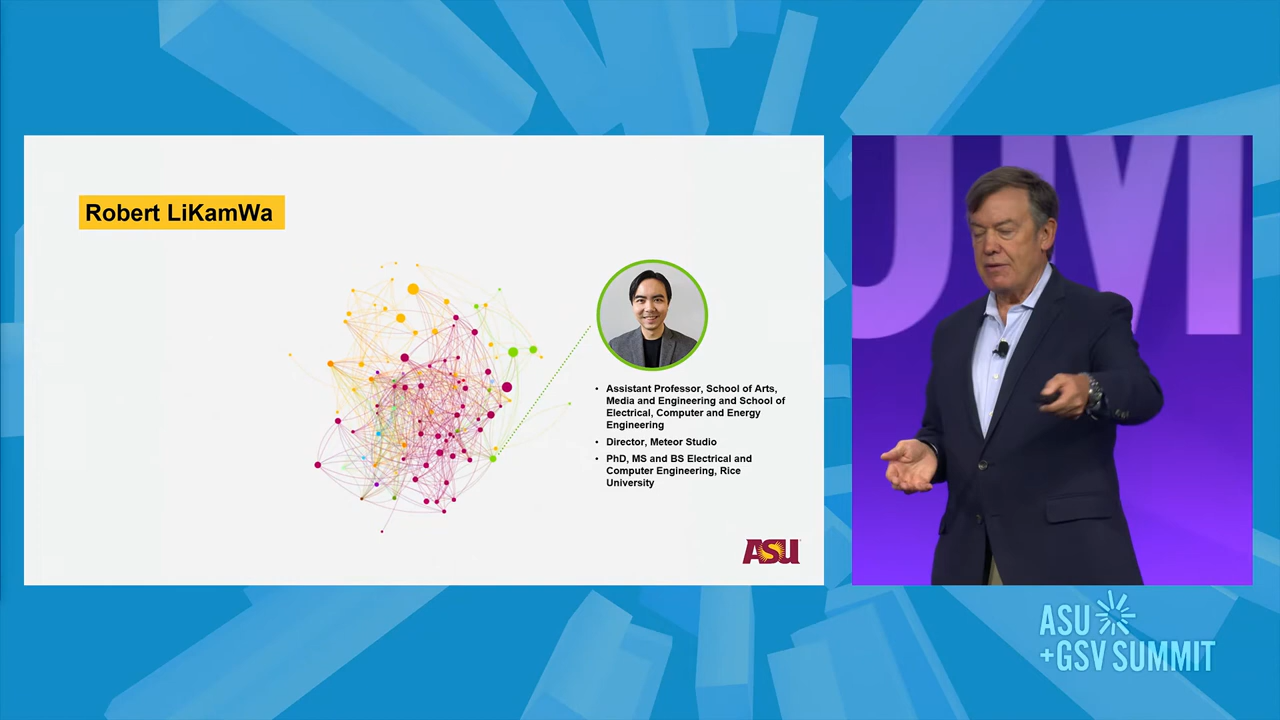 Robert LiKamWa
• Assistant Professor, School of Arts,
Media and Engineering and School of
Electrical, Computer and Energy
Engineering
• Director, Meteor Studio
• PhD, MS and BS Electrical and
Computer Engineering, Rice
University
ASU
UM
ASU
+GSV SUMMIT